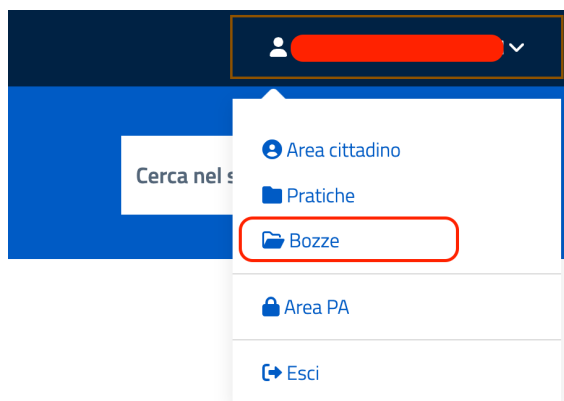 Cerca nel s
Area cittadino
Pratiche
Bozze
Area PA
Esci